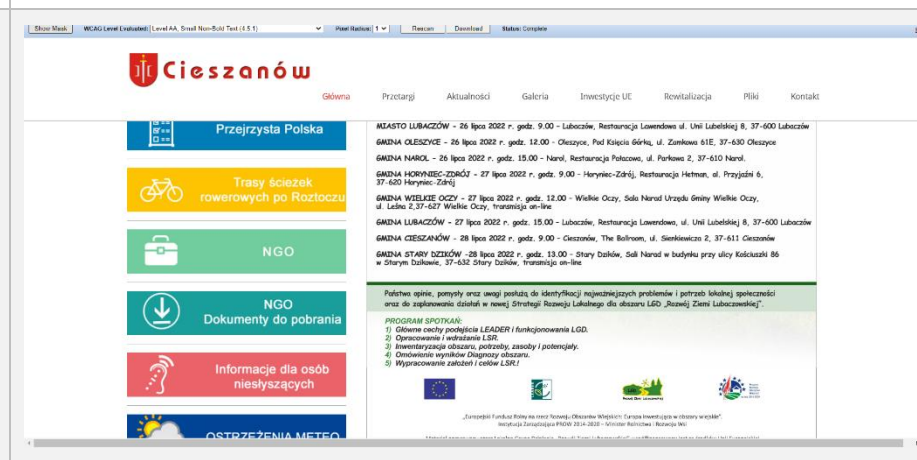 Show Mask WCAG Level Evaluated: Level AA, Small Non-Bold Text (4.5:1) Pixel Radius: 1 Rescan Download Status: Complete
Cieszanów
Główna Przetargi Aktualności Galeria Inwestycje UE Rewitalizacja Pliki Kontakt
Przejrzysta Polska
Trasy ścieżek
rowerowych po Roztoczu
NGO
NGO
Dokumenty do pobrania
Informacje dla osób
niesłyszących
OSTRZEŻENIA METEO
MIASTO LUBACZÓW - 26 lipca 2022 r. godz. 9.00 - Lubaczów, Restauracja Lawendowa ul. Unii Lubelskiej 8, 37-600 Lubaczów
GMINA OLESZYCE - 26 lipca 2022 r. godz. 12.00 - Oleszyce, Pod Księcia Górką, ul. Zamkowa 61E, 37-630 Oleszyce
GMINA NAROL - 26 lipca 2022 r. godz. 15.00 - Narol, Restauracja Pałacowa, ul. Parkowa 2, 37-610 Narol.
GMINA HORYNIEC-ZDRÓJ - 27 lipca 2022 r. godz. 9.00 - Horyniec-Zdrój, Restauracja Hetman, al. Przyjaźni 6,
37-620 Horyniec-Zdrój
GMINA WIELKIE OCZY - 27 lipca 2022 r. godz. 12.00 - Wielkie Oczy, Sala Narad Urzędu Gminy Wielkie Oczy,
ul. Leśna 2,37-627 Wielkie Oczy, transmisja on-line
GMINA LUBACZÓW - 27 lipca 2022 r. godz. 15.00 - Lubaczów, Restauracja Lawendowa, ul. Unii Lubelskiej 8, 37-600 Lubaczów
GMINA CIESZANÓW - 28 lipca 2022 r. godz. 9.00 - Cieszanów, The Ballroom, ul. Sienkiewicza 2, 37-611 Cieszanów
GMINA STARY DZIKÓW -28 lipca 2022 r. godz. 13.00 - Stary Dzików, Sali Narad w budynku przy ulicy Kościuszki 86
w Starym Dzikowie, 37-632 Stary Dzików, transmisja on-line
Państwa opinie, pomysły oraz uwagi posłużą do identyfikacji najważniejszych problemów i potrzeb lokalnej społeczności
oraz do zaplanowania działań w nowej Strategii Rozwoju Lokalnego dla obszaru LGD „Rozwój Ziemi Lubaczowskiej".
PROGRAM SPOTKAŃ:
1) Główne cechy podejścia LEADER i funkcjonowania LGD.
2) Opracowanie i wdrażanie LSR.
3) Inwentaryzacja obszaru, potrzeby, zasoby i potencjały.
4) Omówienie wyników Diagnozy obszaru.
5) Wypracowanie założeń i celów LSR.!
„Europejski Fundusz Rolny na rzecz Rozwoju Obszarów Wiejskich: Europa inwestująca w obszary wiejskie".
Instytucja Zarządzająca PROW 2014-2020 – Minister Rolnictwa i Rozwoju Wsi